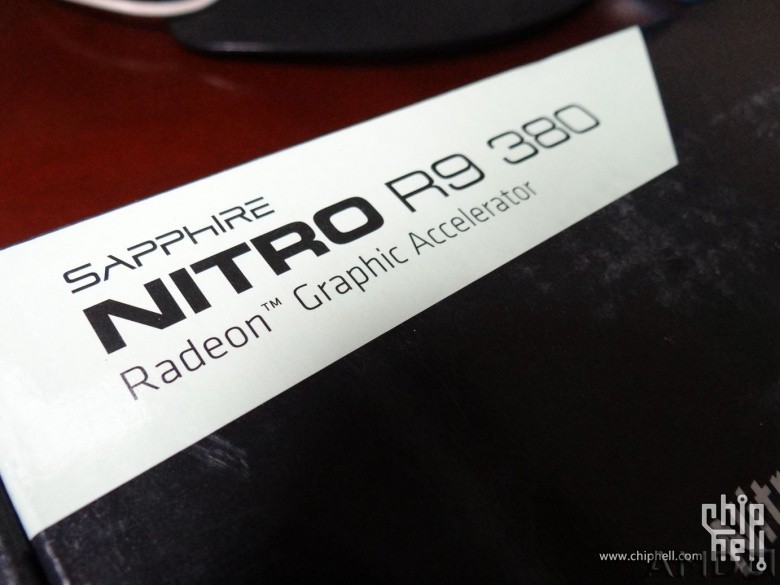 SAPPHIRE
NITRO R9 380
Radeon™ Graphic Accelerator
www.chiphell.com
chip
hell